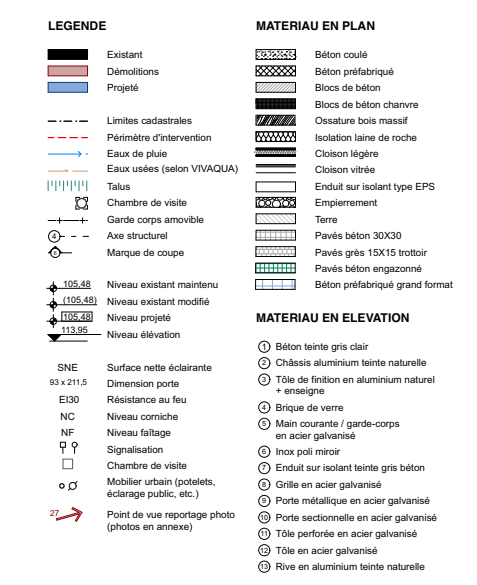 LEGENDE
Existant
Démolitions
Projeté
Limites cadastrales
Périmètre d'intervention
Eaux de pluie
Eaux usées (selon VIVAQUA)
Talus
Chambre de visite
Garde corps amovible
4 Axe structurel
Marque de coupe
105,48 Niveau existant maintenu
(105,48) Niveau existant modifié
105,48 Niveau projeté
113,95 Niveau élévation
SNE Surface nette éclairante
93 x 211,5 Dimension porte
EI30 Résistance au feu
NC Niveau corniche
NF Niveau faîtage
Signalisation
Chambre de visite
Mobilier urbain (potelets,
éclarage public, etc.)
27 Point de vue reportage photo
(photos en annexe)
MATERIAU EN PLAN
Béton coulé
Béton préfabriqué
Blocs de béton
Blocs de béton chanvre
Ossature bois massif
Isolation laine de roche
Cloison légère
Cloison vitrée
Enduit sur isolant type EPS
Empierrement
Terre
Pavés béton 30X30
Pavés grès 15X15 trottoir
Pavés béton engazonné
Béton préfabriqué grand format
MATERIAU EN ELEVATION
1 Béton teinte gris clair
2 Châssis aluminium teinte naturelle
3 Tôle de finition en aluminium naturel
+ enseigne
4 Brique de verre
5 Main courante / garde-corps
en acier galvanisé
6 Inox poli miroir
7 Enduit sur isolant teinte gris béton
8 Grille en acier galvanisé
9 Porte métallique en acier galvanisé
10 Porte sectionnelle en acier galvanisé
11 Tôle perforée en acier galvanisé
12 Tôle en acier galvanisé
13 Rive en aluminium teinte naturelle